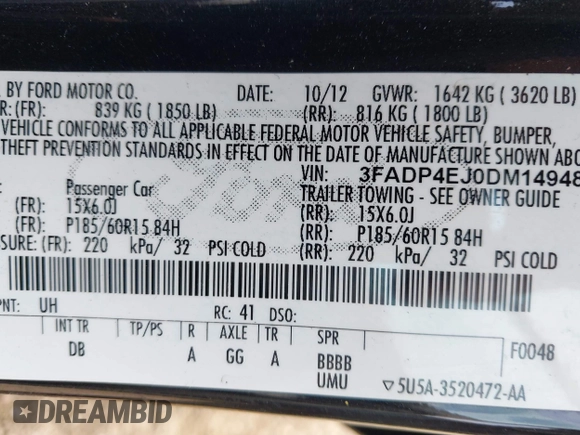 . BY FORD MOTOR CO. DATE: 10/12 GVWR: 1642 KG ( 3620 LB)
R: (FR): 839 KG ( 1850 LB) (RR): 816 KG ( 1800 LB)
VEHICLE CONFORMS TO ALL APPLICABLE FEDERAL MOTOR VEHICLE SAFETY, BUMPER,
THEFT PREVENTION STANDARDS IN EFFECT ON THE DATE OF MANUFACTURE SHOWN ABO
VIN: 3FADP4EJ0DM14948
Passenger Car TRAILER TOWING - SEE OWNER GUIDE
(FR): 15X6.0J (RR): 15X6.0J
(FR): P185/60R15 84H (RR): P185/60R15 84H
SURE: (FR): 220 kPa/ 32 PSI COLD (RR): 220 kPa/ 32 PSI COLD
PNT: UH RC: 41 DSO:
INT TR TP/PS R AXLE TR SPR F0048
DB A GG A BBBB
UMU ▽5U5A-3520472-AA
Ford
DREAMBID